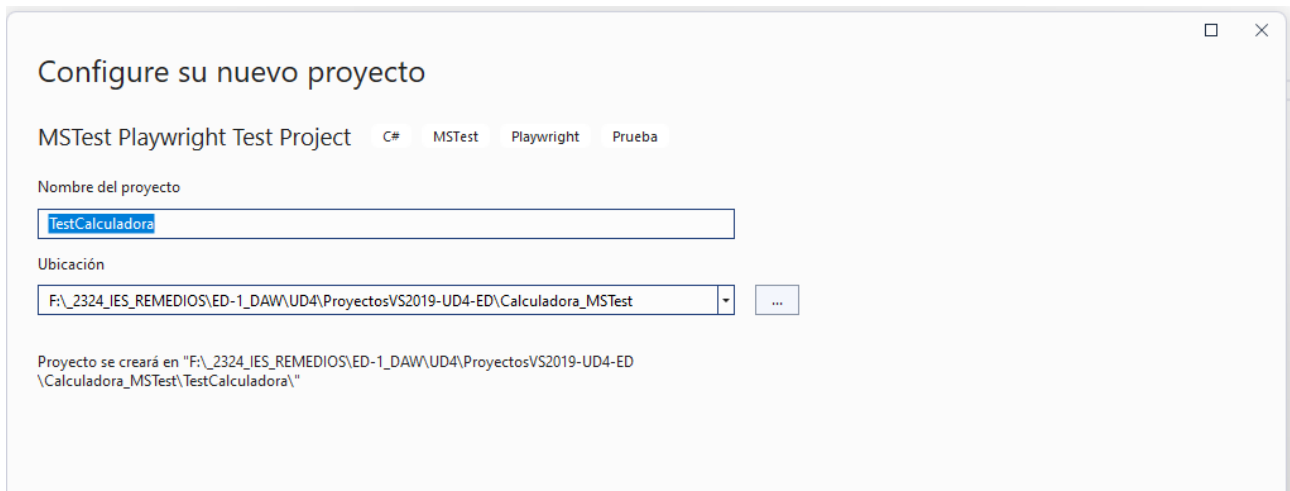 Configure su nuevo proyecto
MSTest Playwright Test Project C# MSTest Playwright Prueba
Nombre del proyecto
TestCalculadora
Ubicación
F:\_2324_IES_REMEDIOS\ED-1_DAW\UD4\ProyectosVS2019-UD4-ED\Calculadora_MSTest
...
Proyecto se creará en "F:\_2324_IES_REMEDIOS\ED-1_DAW\UD4\ProyectosVS2019-UD4-ED
\Calculadora_MSTest\TestCalculadora\"